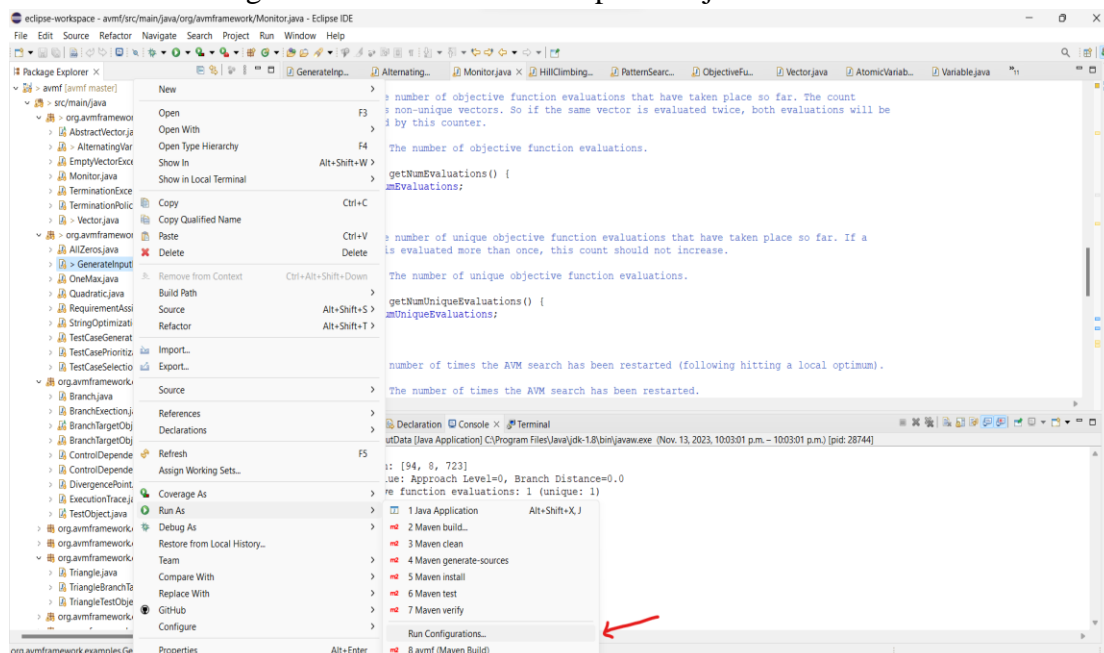 eclipse-workspace - avmf/src/main/java/org/avmframework/Monitor.java - Eclipse IDE
File Edit Source Refactor Navigate Search Project Run Window Help
Package Explorer
GenerateInp...
Alternating...
Monitor.java
HillClimbing...
PatternSearc...
ObjectiveFu...
Vector.java
AtomicVariab...
Variable.java
11
> avmf [avmf master]
> src/main/java
> org.avmframewor
AbstractVector.ja
> AlternatingVar
EmptyVectorExce
Monitor.java
TerminationExce
TerminationPolic
> Vector.java
> org.avmframewor
AllZeros.java
> GenerateInput
OneMax.java
Quadratic.java
RequirementAssi
StringOptimizati
TestCaseGenerat
TestCasePrioritiz
TestCaseSelectio
org.avmframework.
Branch.java
BranchExection.j
BranchTargetObj
BranchTargetObj
ControlDepende
ControlDepende
DivergencePoint.
ExecutionTrace.ja
TestObject.java
org.avmframework.
org.avmframework.
org.avmframework.
Triangle.java
TriangleBranchTa
TriangleTestObje
org.avmframework.
New
Open F3
Open With
Open Type Hierarchy F4
Show In Alt+Shift+W
Show in Local Terminal
Copy Ctrl+C
Copy Qualified Name
Paste Ctrl+V
Delete Delete
Remove from Context Ctrl+Alt+Shift+Down
Build Path
Source Alt+Shift+S
Refactor Alt+Shift+T
Import...
Export...
Source
References
Declarations
Refresh F5
Assign Working Sets...
Coverage As
Run As
Debug As
Restore from Local History...
Team
Compare With
Replace With
GitHub
Configure
Properties Alt+Enter
1 Java Application Alt+Shift+X, J
2 Maven build...
3 Maven clean
4 Maven generate-sources
5 Maven install
6 Maven test
7 Maven verify
Run Configurations...
8 avmf (Maven Build)
e number of objective function evaluations that have taken place so far. The count
s non-unique vectors. So if the same vector is evaluated twice, both evaluations will be
d by this counter.
The number of objective function evaluations.
getNumEvaluations() {
umEvaluations;
e number of unique objective function evaluations that have taken place so far. If a
is evaluated more than once, this count should not increase.
The number of unique objective function evaluations.
getNumUniqueEvaluations() {
umUniqueEvaluations;
number of times the AVM search has been restarted (following hitting a local optimum).
The number of times the AVM search has been restarted.
Declaration Console Terminal
utData [Java Application] C:\Program Files\Java\jdk-1.8\bin\javaw.exe (Nov. 13, 2023, 10:03:01 p.m. – 10:03:01 p.m.) [pid: 28744]
n: [94, 8, 723]
lue: Approach Level=0, Branch Distance=0.0
ve function evaluations: 1 (unique: 1)
org.avmframework.examples.Ge